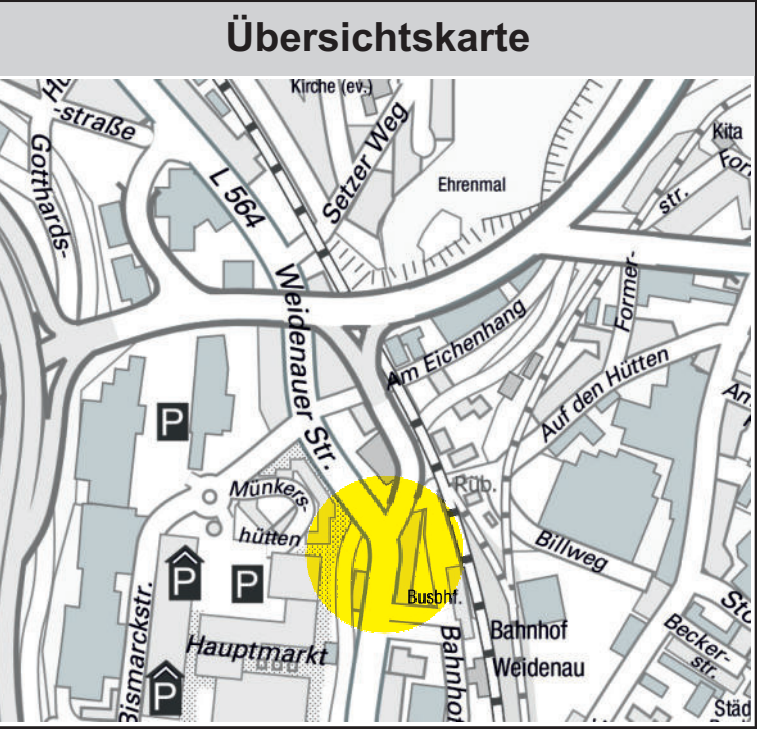 Übersichtskarte
Kirche (ev.)
-straße
Gotthards-
L 564
Setzer Weg
Ehrenmal
Kita
str.
Former-
Weidenauer Str.
Am Eichenhang
Auf den Hütten
P
Rüb.
Münkers-
hütten
Billweg
P
P
Busbhf.
Bismarckstr.
Hauptmarkt
Bahnhof
Weidenau
Becker-
str.
P